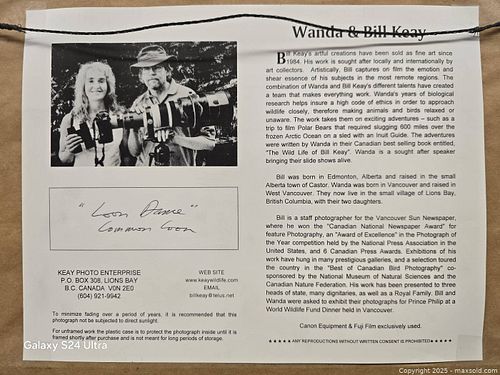 Wanda & Bill Keay
Bill Keay's artful creations have been sold as fine art since
1984. His work is sought after locally and internationally by
art collectors. Artistically, Bill captures on film the emotion and
shear essence of his subjects in the most remote regions. The
combination of Wanda and Bill Keay's different talents have created
a team that makes everything work. Wanda's years of biological
research helps insure a high code of ethics in order to approach
wildlife closely, therefore making animals and birds relaxed or
unaware. The work takes them on exciting adventures – such as a
trip to film Polar Bears that required slugging 600 miles over the
frozen Arctic Ocean on a sled with an Inuit Guide. The adventures
were written by Wanda in their Canadian best selling book entitled,
"The Wild Life of Bill Keay". Wanda is a sought after speaker
bringing their slide shows alive.
Bill was born in Edmonton, Alberta and raised in the small
Alberta town of Castor. Wanda was born in Vancouver and raised in
West Vancouver. They now live in the small village of Lions Bay,
British Columbia, with their two daughters.
Bill is a staff photographer for the Vancouver Sun Newspaper,
where he won the "Canadian National Newspaper Award" for
feature Photography, an "Award of Excellence" in the Photograph of
the Year competition held by the National Press Association in the
United States, and 6 Canadian Press Awards. Exhibitions of his
work have hung in many prestigious galleries, and a selection toured
the country in the "Best of Canadian Bird Photography" co-
sponsored by the National Museum of Natural Sciences and the
Canadian Nature Federation. His work has been presented to three
heads of state, many dignitaries, as well as a Royal Family. Bill and
Wanda were asked to exhibit their photographs for Prince Philip at a
World Wildlife Fund Dinner held in Vancouver.
Canon Equipment & Fuji Film exclusively used.
★★★★★ ANY REPRODUCTIONS WITHOUT WRITTEN CONSENT IS PROHIBITED ★★★★★
"Loon Dance"
Common Loon
KEAY PHOTO ENTERPRISE
P.O. BOX 308, LIONS BAY
B.C. CANADA. V0N 2E0
(604) 921-9942
WEB SITE
www.keaywildlife.com
EMAIL
billkeay@telus.net
To minimize fading over a period of years, it is recommended that this
photograph not be subjected to direct sunlight.
For unframed work the plastic case is to protect the photograph inside until it is
framed shortly after purchase and is not meant for long periods of storage.
Galaxy S24 Ultra
Copyright 2025 - maxsold.com